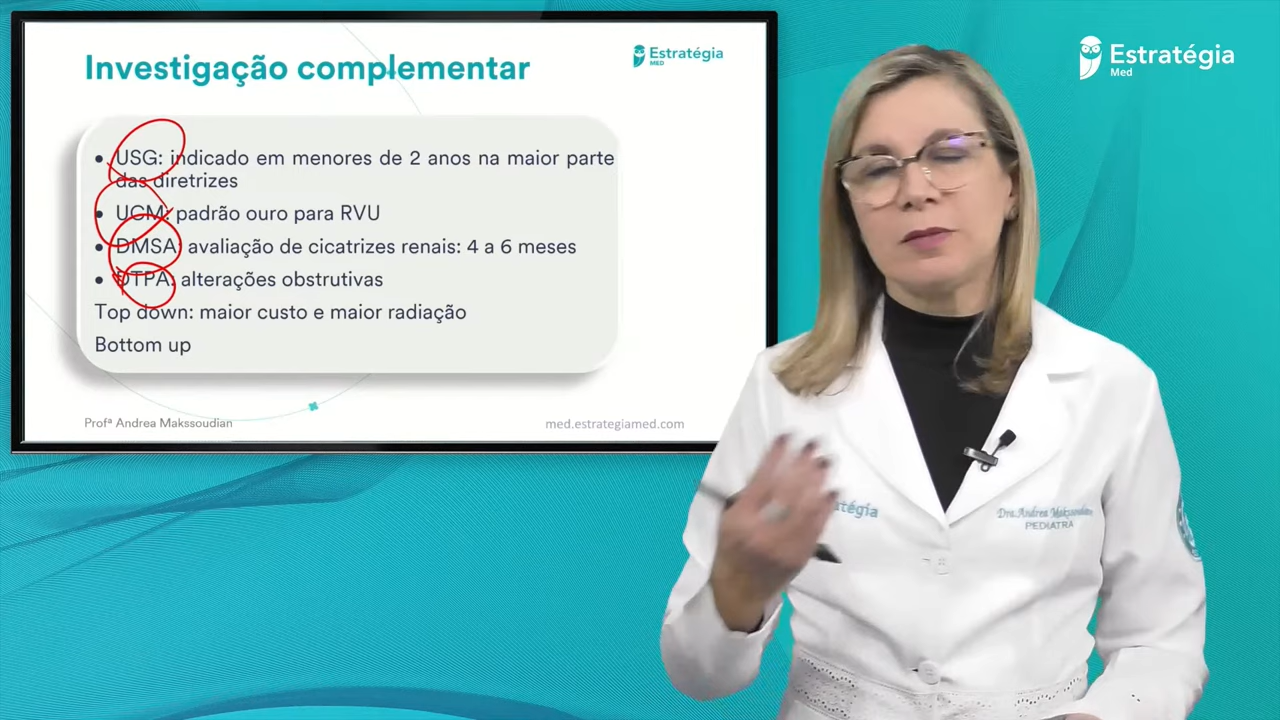 Investigação complementar
Estratégia
MED
• USG: indicado em menores de 2 anos na maior parte
das diretrizes
• UCM: padrão ouro para RVU
• DMSA: avaliação de cicatrizes renais: 4 a 6 meses
• DTPA: alterações obstrutivas
Top down: maior custo e maior radiação
Bottom up
Profª Andrea Makssoudian
med.estrategiamed.com
Estratégia
Med
atégia
Dra. Andrea Makssoudian
PEDIATRA